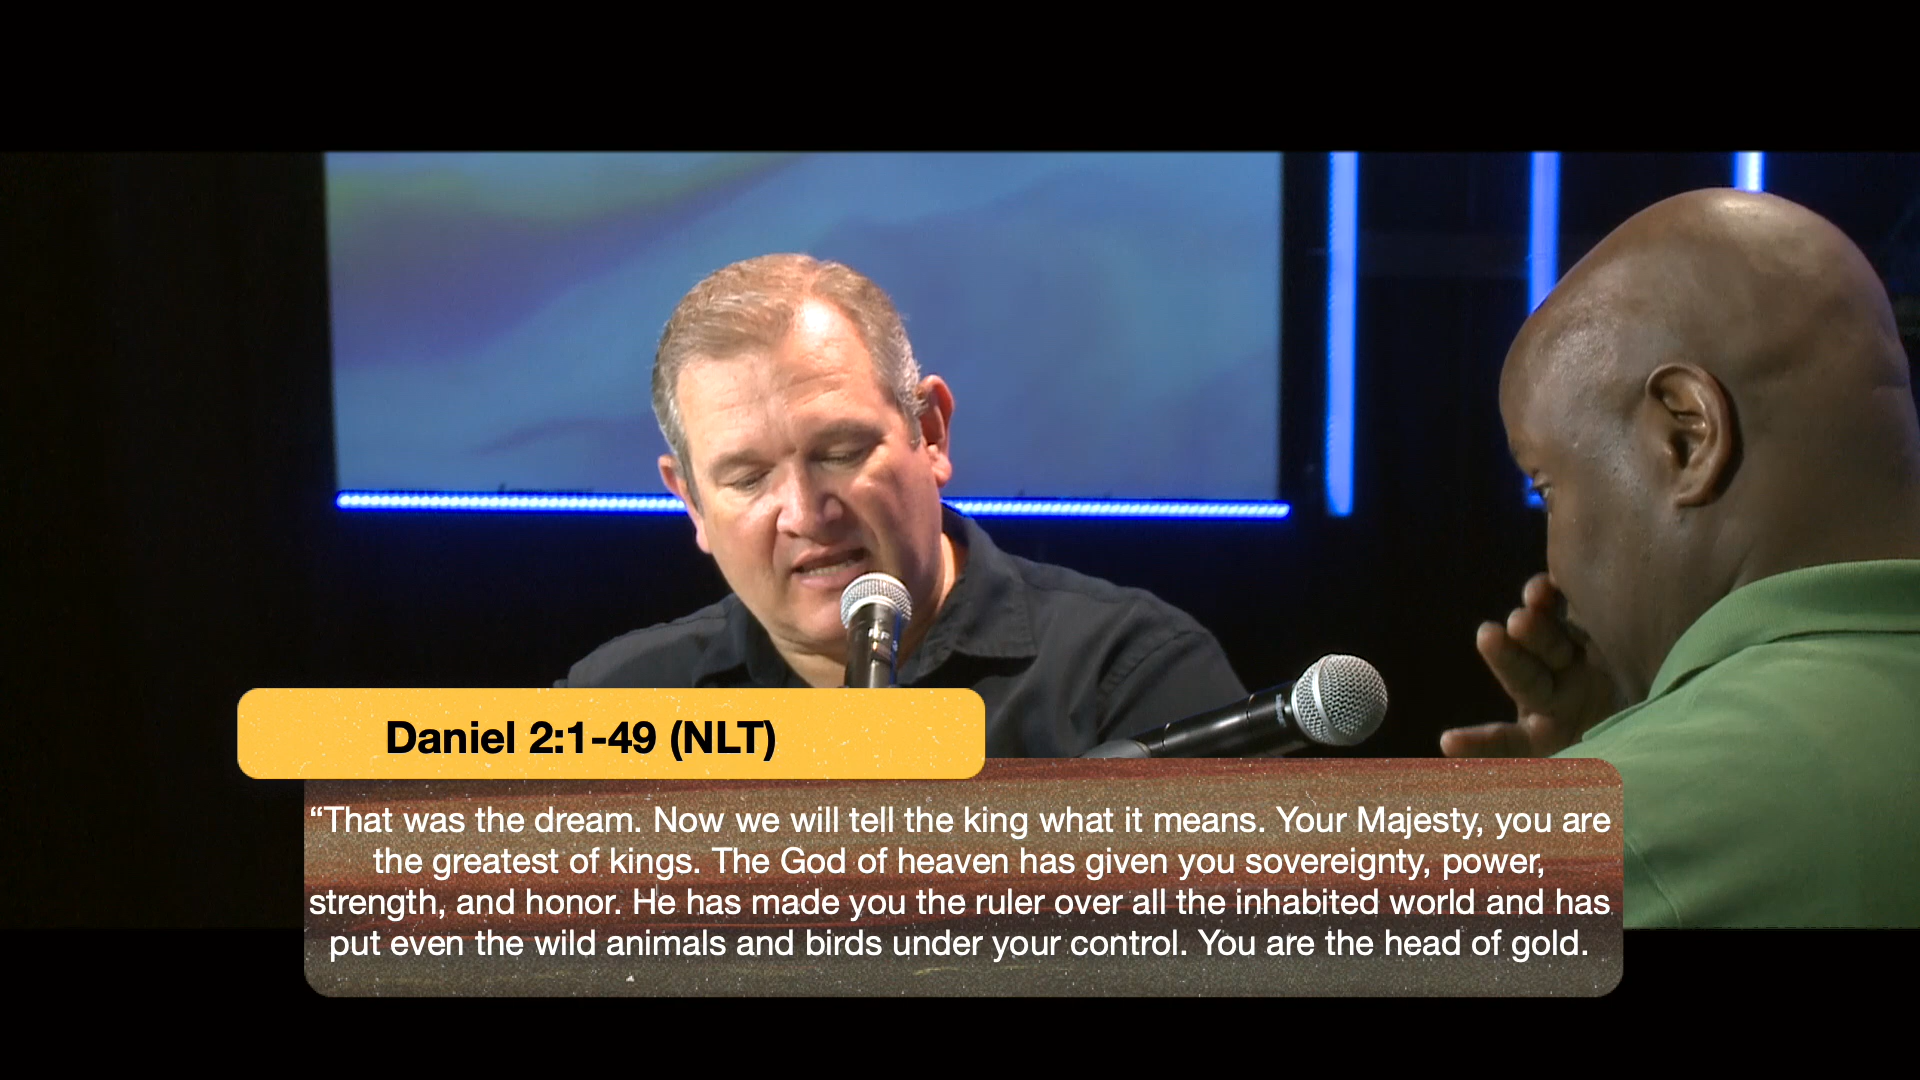 Daniel 2:1-49 (NLT)
“That was the dream. Now we will tell the king what it means. Your Majesty, you are
the greatest of kings. The God of heaven has given you sovereignty, power,
strength, and honor. He has made you the ruler over all the inhabited world and has
put even the wild animals and birds under your control. You are the head of gold.